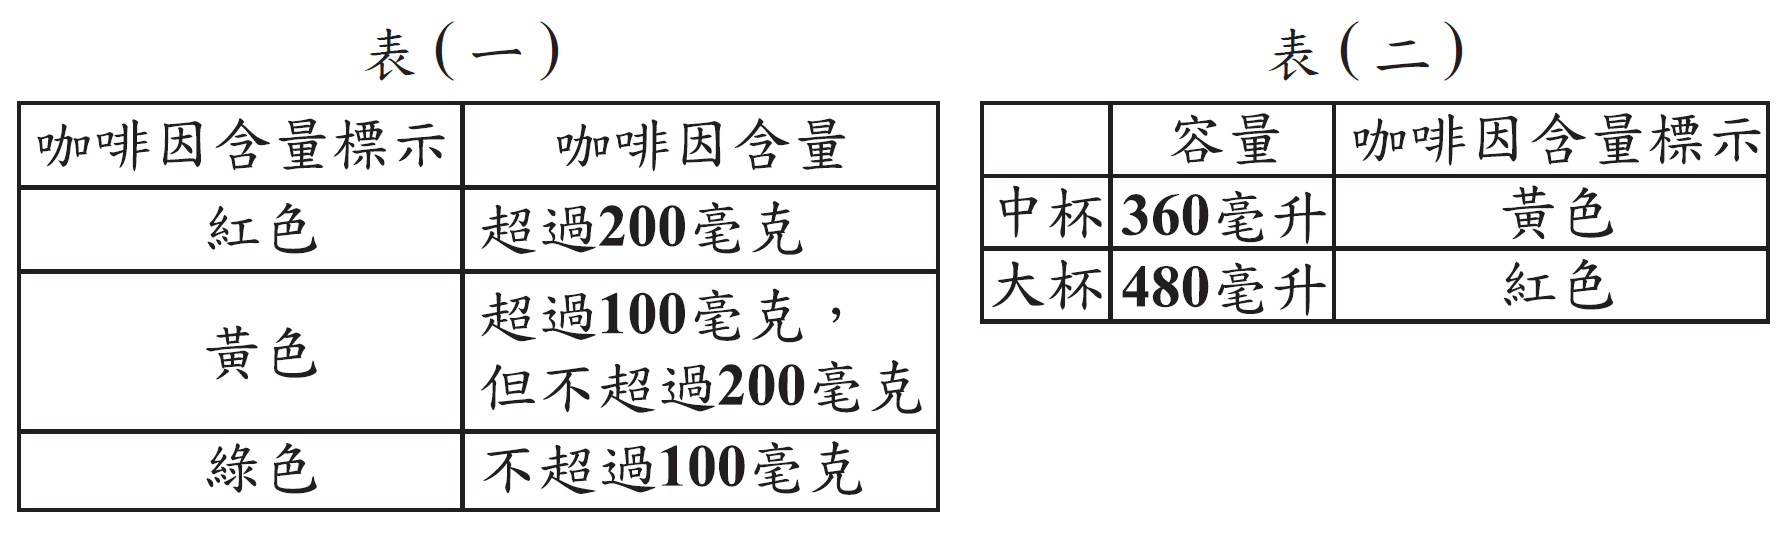 表(一)
咖啡因含量標示 咖啡因含量
紅色 超過200毫克
黃色 超過100毫克，
但不超過200毫克
綠色 不超過100毫克
表(二)
容量 咖啡因含量標示
中杯 360毫升 黃色
大杯 480毫升 紅色